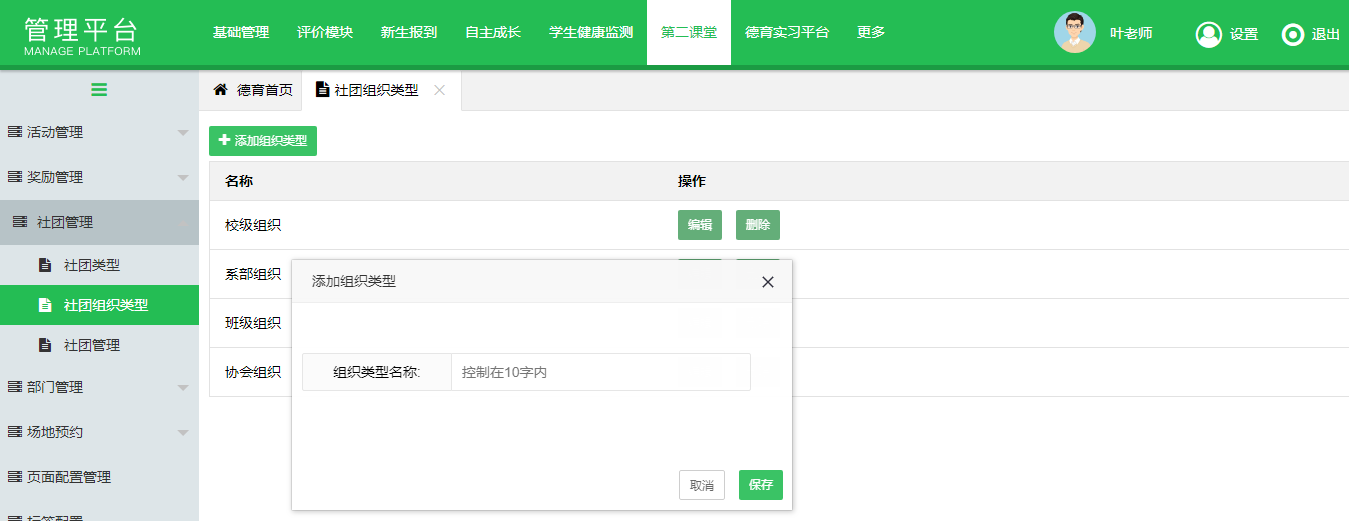 管理平台
MANAGE PLATFORM
基础管理 评价模块 新生报到 自主成长 学生健康监测 第二课堂 德育实习平台 更多
叶老师 设置 退出
德育首页 社团组织类型
活动管理
奖励管理
社团管理
社团类型
社团组织类型
社团管理
部门管理
场地预约
页面配置管理
标签配置
添加组织类型
名称 操作
校级组织 编辑 删除
系部组织
班级组织
协会组织
添加组织类型
组织类型名称: 控制在10字内
取消 保存